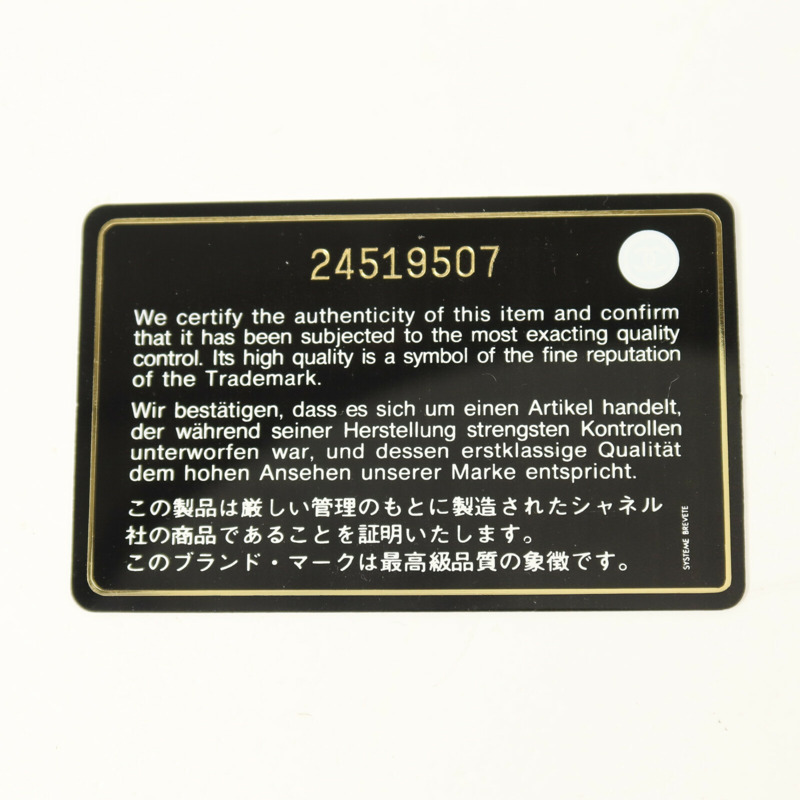 24519507
We certify the authenticity of this item and confirm
that it has been subjected to the most exacting quality
control. Its high quality is a symbol of the fine reputation
of the Trademark.
Wir bestätigen, dass es sich um einen Artikel handelt,
der während seiner Herstellung strengsten Kontrollen
unterworfen war, und dessen erstklassige Qualität
dem hohen Ansehen unserer Marke entspricht.
この製品は厳しい管理のもとに製造されたシャネル
社の商品であることを証明いたします。
このブランド・マークは最高級品質の象徴です。
SYSTEME BREVETE